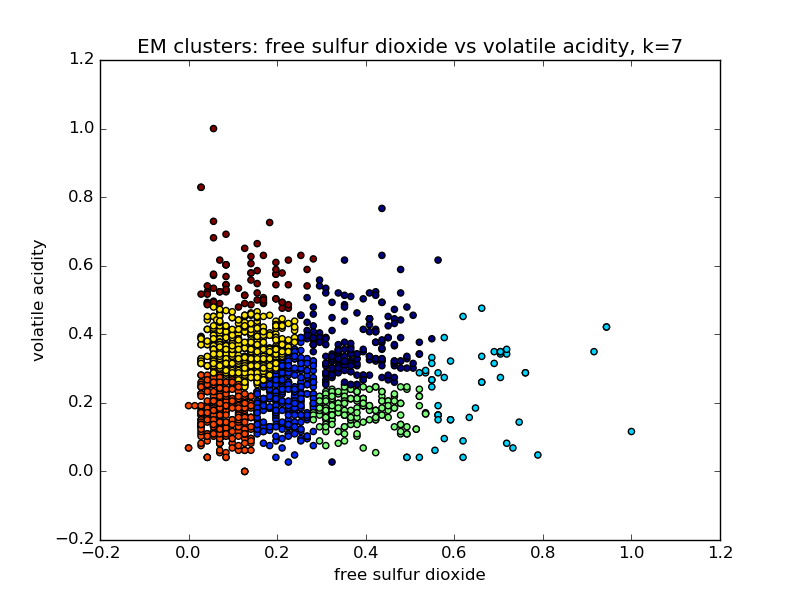 EM clusters: free sulfur dioxide vs volatile acidity, k=7
1.2
1.0
0.8
0.6
0.4
0.2
0.0
−0.2
volatile acidity
−0.2 0.0 0.2 0.4 0.6 0.8 1.0 1.2
free sulfur dioxide